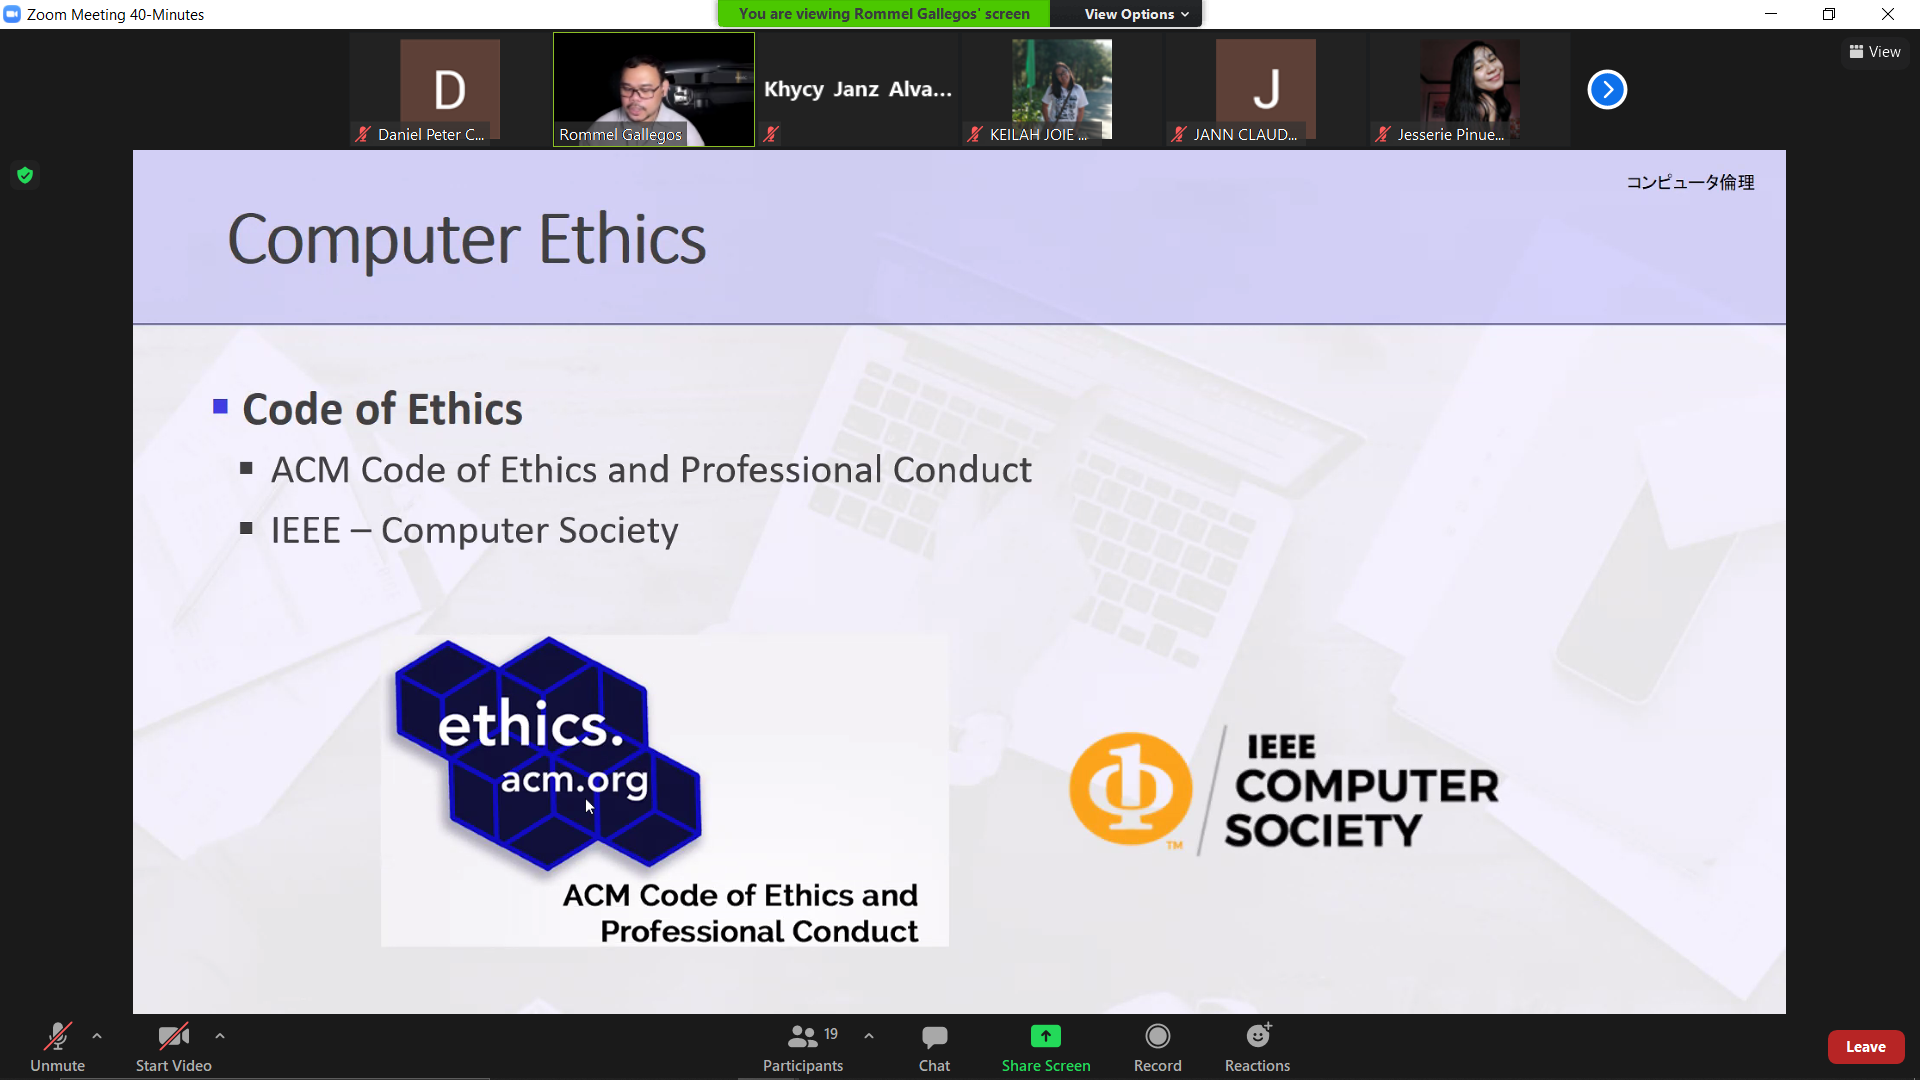 Zoom Meeting 40-Minutes
You are viewing Rommel Gallegos' screen
View Options
View
D
Daniel Peter C...
Rommel Gallegos
Khycy Janz Alva...
KEILAH JOIE ...
J
JANN CLAUD...
Jesserie Pinue...
コンピュータ倫理
Computer Ethics
Code of Ethics
ACM Code of Ethics and Professional Conduct
IEEE – Computer Society
ethics.
acm.org
ACM Code of Ethics and
Professional Conduct
IEEE
COMPUTER
SOCIETY
TM
Unmute
Start Video
19
Participants
Chat
Share Screen
Record
Reactions
Leave